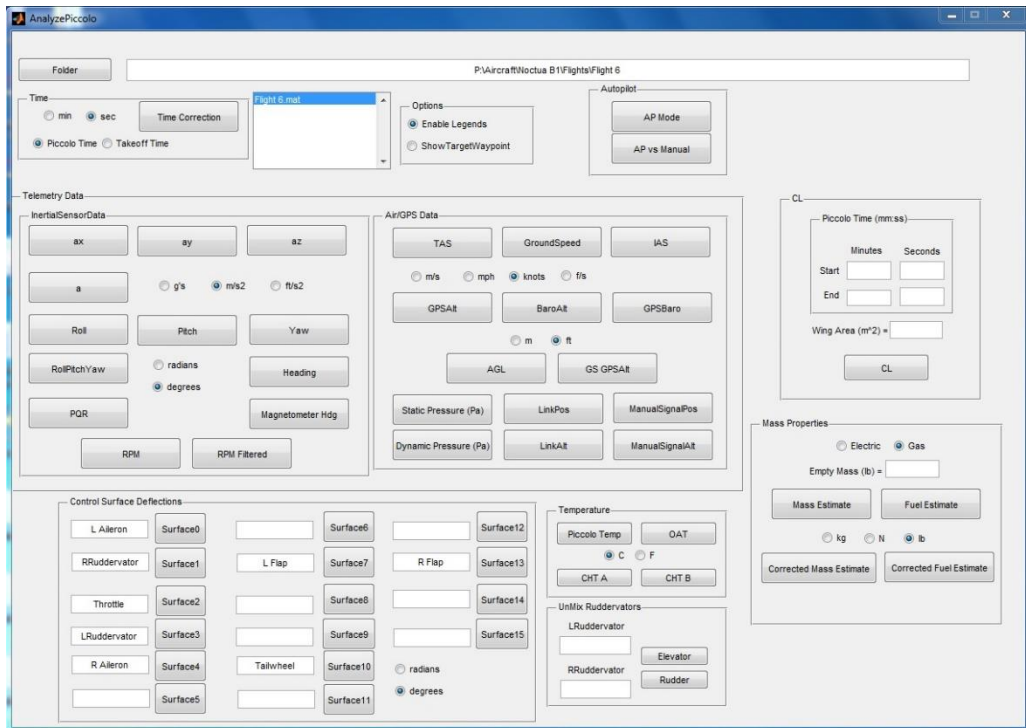 AnalyzePiccolo
Folder
P:\Aircraft\Noctua B1\Flights\Flight 6
Time
min
sec
Time Correction
Piccolo Time
Takeoff Time
Flight 6.mat
Options
Enable Legends
ShowTargetWaypoint
Autopilot
AP Mode
AP vs Manual
Telemetry Data
InertialSensorData
ax
ay
az
a
g's
m/s2
ft/s2
Roll
Pitch
Yaw
RollPitchYaw
radians
degrees
Heading
PQR
Magnetometer Hdg
RPM
RPM Filtered
Air/GPS Data
TAS
GroundSpeed
IAS
m/s
mph
knots
f/s
GPSAlt
BaroAlt
GPSBaro
m
ft
AGL
GS GPSAlt
Static Pressure (Pa)
LinkPos
ManualSignalPos
Dynamic Pressure (Pa)
LinkAlt
ManualSignalAlt
CL
Piccolo Time (mm:ss)
Minutes
Seconds
Start
End
Wing Area (m^2) =
CL
Mass Properties
Electric
Gas
Empty Mass (lb) =
Mass Estimate
Fuel Estimate
kg
N
lb
Corrected Mass Estimate
Corrected Fuel Estimate
Control Surface Deflections
L Aileron
Surface0
Surface6
Surface12
RRuddervator
Surface1
L Flap
Surface7
R Flap
Surface13
Throttle
Surface2
Surface8
Surface14
LRuddervator
Surface3
Surface9
Surface15
R Aileron
Surface4
Tailwheel
Surface10
radians
Surface5
Surface11
degrees
Temperature
Piccolo Temp
OAT
C
F
CHT A
CHT B
UnMix Ruddervators
LRuddervator
Elevator
RRuddervator
Rudder